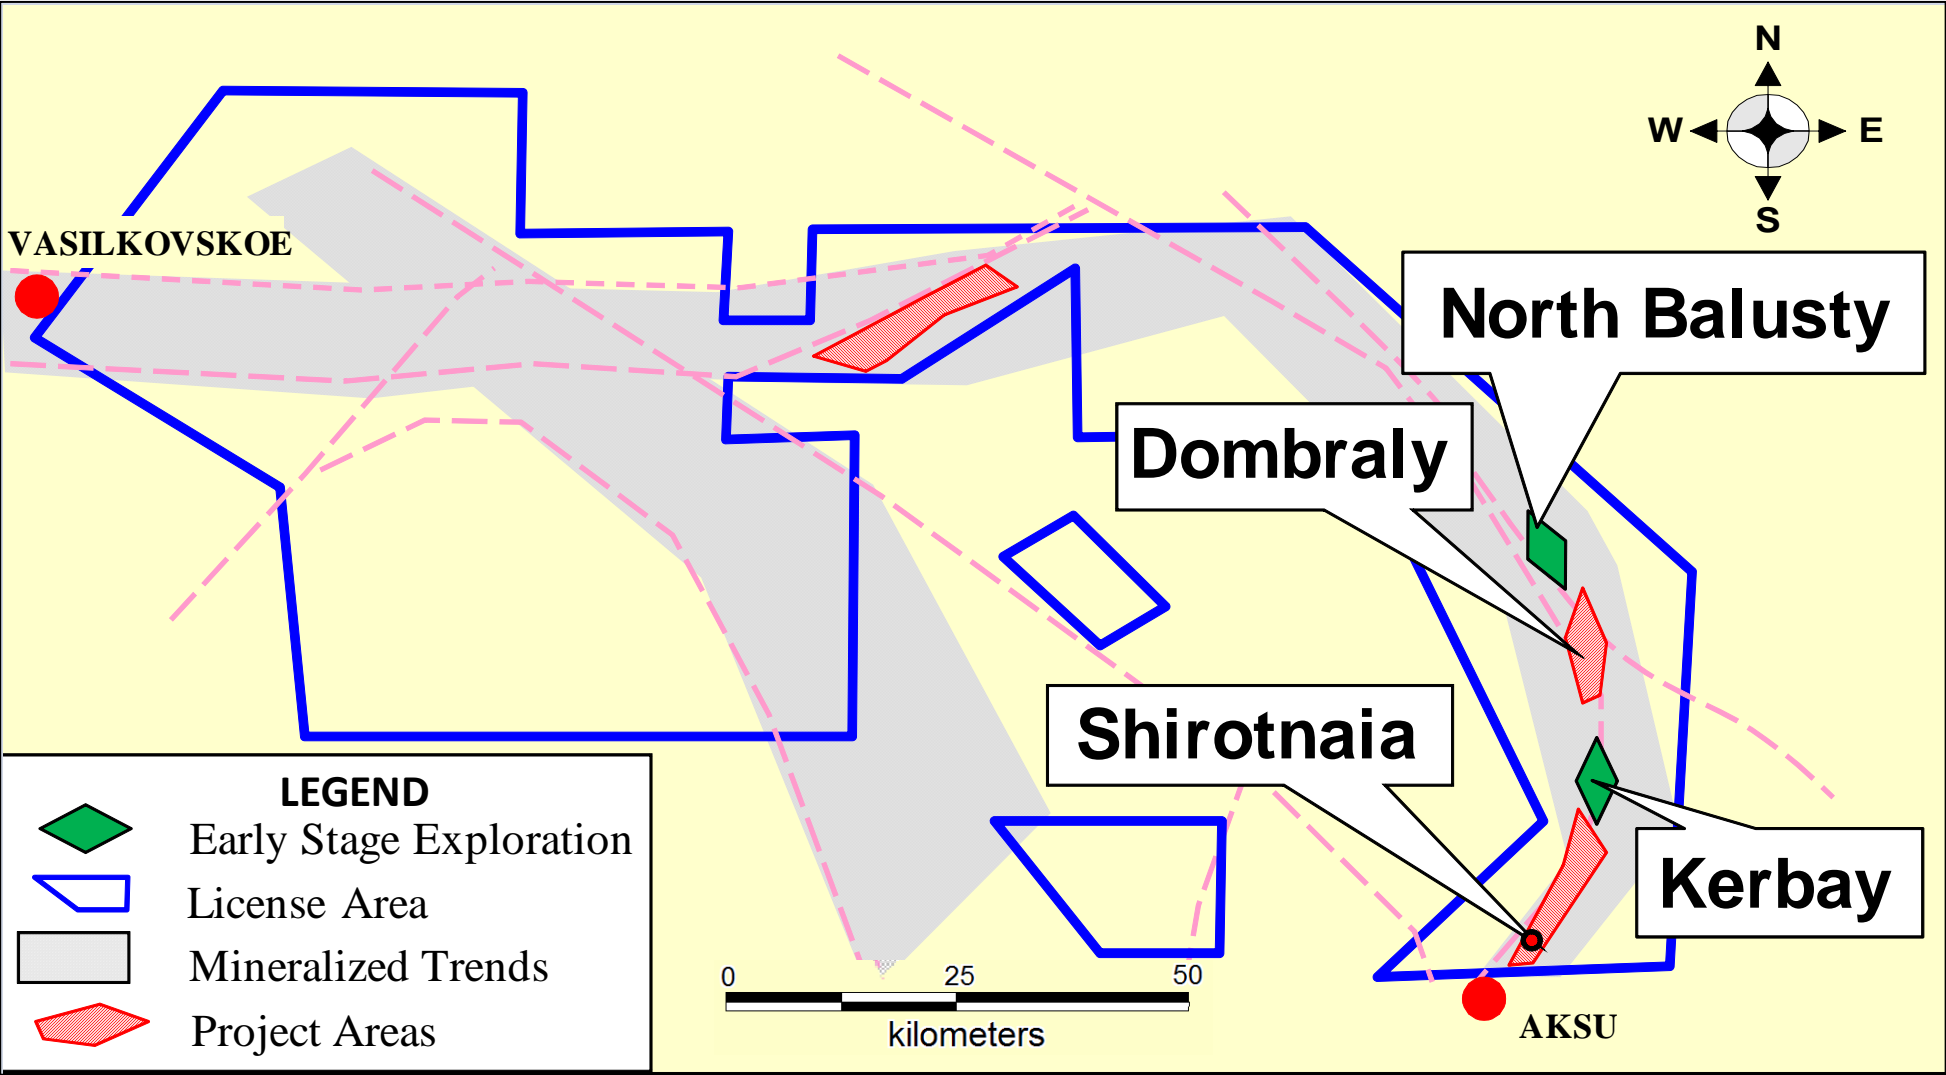 N
W E
S
VASILKOVSKOE
North Balusty
Dombraly
Shirotnaia
Kerbay
LEGEND
Early Stage Exploration
License Area
Mineralized Trends
Project Areas
0 25 50
kilometers
AKSU